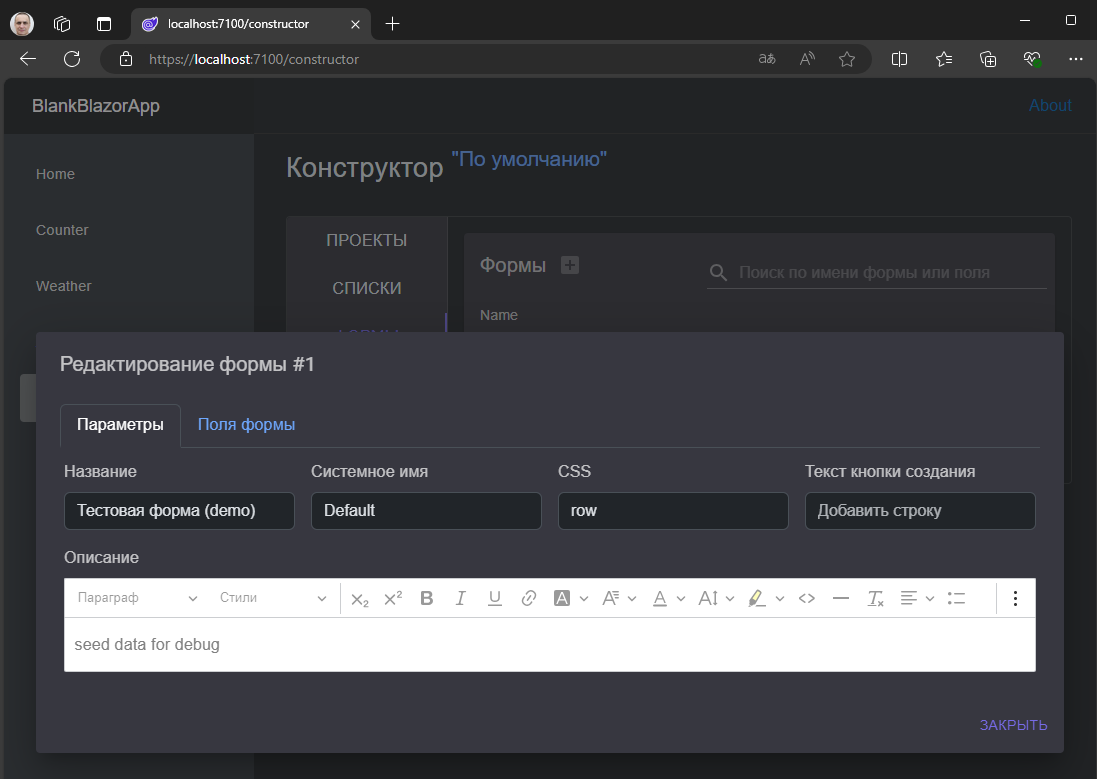 localhost:7100/constructor
https://localhost:7100/constructor
BlankBlazorApp
About
Home
Counter
Weather
Конструктор "По умолчанию"
ПРОЕКТЫ
СПИСКИ
Формы
Поиск по имени формы или поля
Name
Редактирование формы #1
Параметры Поля формы
Название Системное имя CSS Текст кнопки создания
Тестовая форма (demo) Default row Добавить строку
Описание
Параграф Стили
seed data for debug
ЗАКРЫТЬ